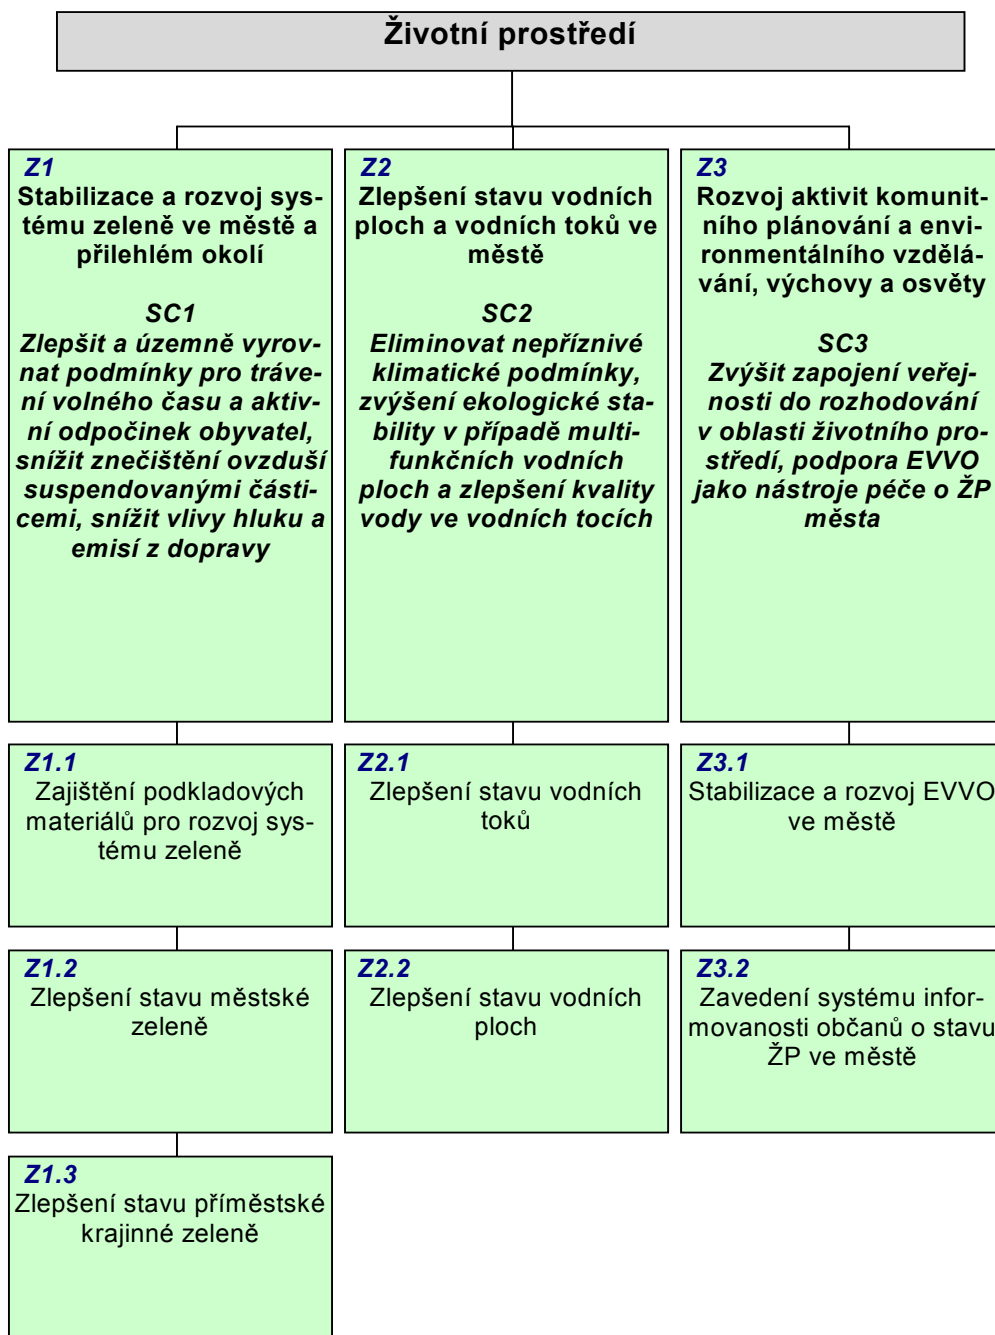 Životní prostředí
Z1
Stabilizace a rozvoj sys-
tému zeleně ve městě a
přilehlém okolí
SC1
Zlepšit a územně vyrov-
nat podmínky pro tráve-
ní volného času a aktiv-
ní odpočinek obyvatel,
snížit znečištění ovzduší
suspendovanými části-
cemi, snížit vlivy hluku a
emisí z dopravy
Z2
Zlepšení stavu vodních
ploch a vodních toků ve
městě
SC2
Eliminovat nepříznivé
klimatické podmínky,
zvýšení ekologické sta-
bility v případě multi-
funkčních vodních
ploch a zlepšení kvality
vody ve vodních tocích
Z3
Rozvoj aktivit komunit-
ního plánování a envi-
ronmentálního vzdělá-
vání, výchovy a osvěty
SC3
Zvýšit zapojení veřej-
nosti do rozhodování
v oblasti životního pro-
středí, podpora EVVO
jako nástroje péče o ŽP
města
Z1.1
Zajištění podkladových
materiálů pro rozvoj sys-
tému zeleně
Z2.1
Zlepšení stavu vodních
toků
Z3.1
Stabilizace a rozvoj EVVO
ve městě
Z1.2
Zlepšení stavu městské
zeleně
Z2.2
Zlepšení stavu vodních
ploch
Z3.2
Zavedení systému infor-
movanosti občanů o stavu
ŽP ve městě
Z1.3
Zlepšení stavu příměstské
krajinné zeleně